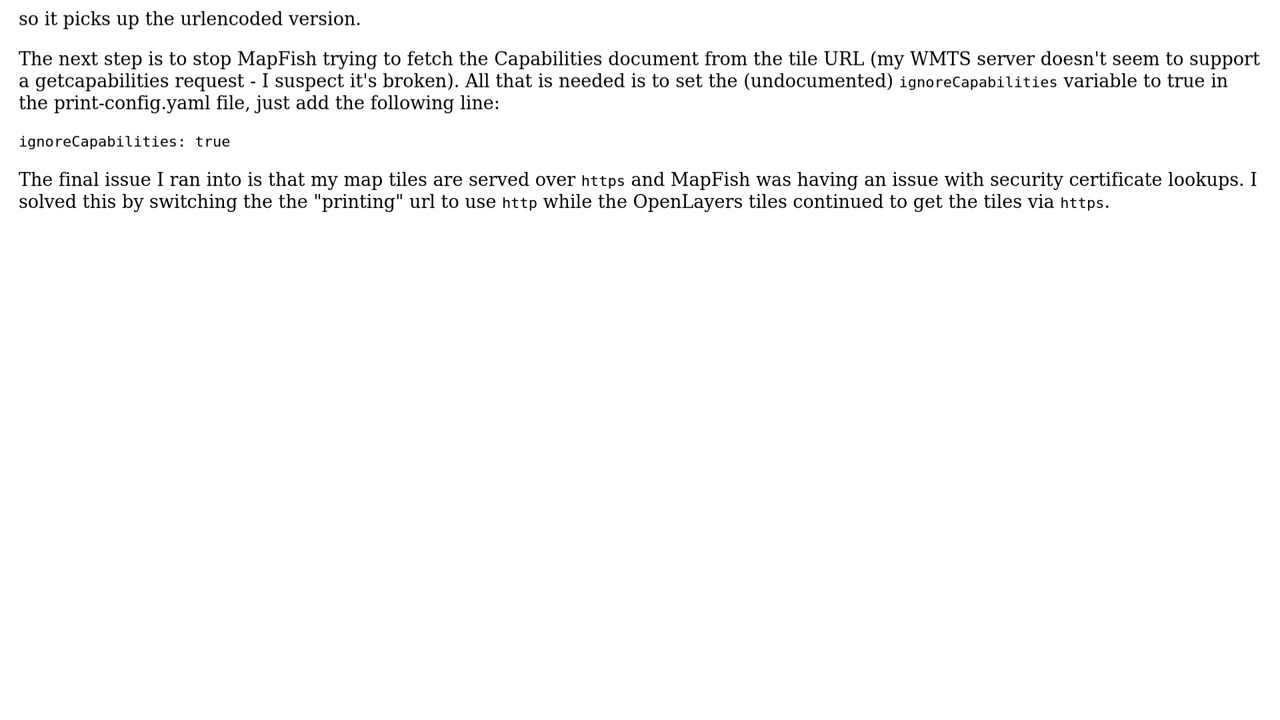 so it picks up the urlencoded version.
The next step is to stop MapFish trying to fetch the Capabilities document from the tile URL (my WMTS server doesn't seem to support
a getcapabilities request - I suspect it's broken). All that is needed is to set the (undocumented) ignoreCapabilities variable to true in
the print-config.yaml file, just add the following line:
ignoreCapabilities: true
The final issue I ran into is that my map tiles are served over https and MapFish was having an issue with security certificate lookups. I
solved this by switching the the "printing" url to use http while the OpenLayers tiles continued to get the tiles via https.